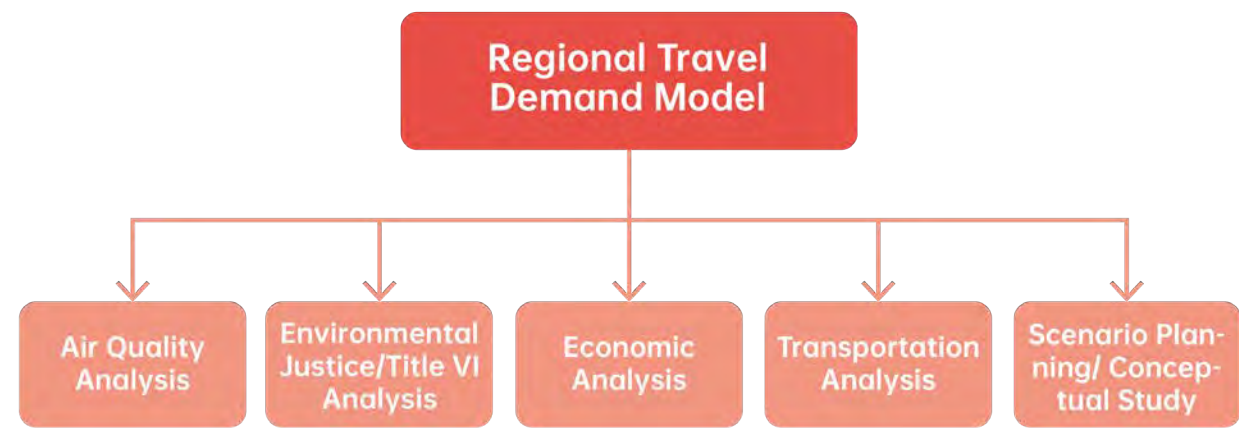 Regional Travel
Demand Model
Air Quality
Analysis
Environmental
Justice/Title VI
Analysis
Economic
Analysis
Transportation
Analysis
Scenario Plan-
ning/ Concep-
tual Study